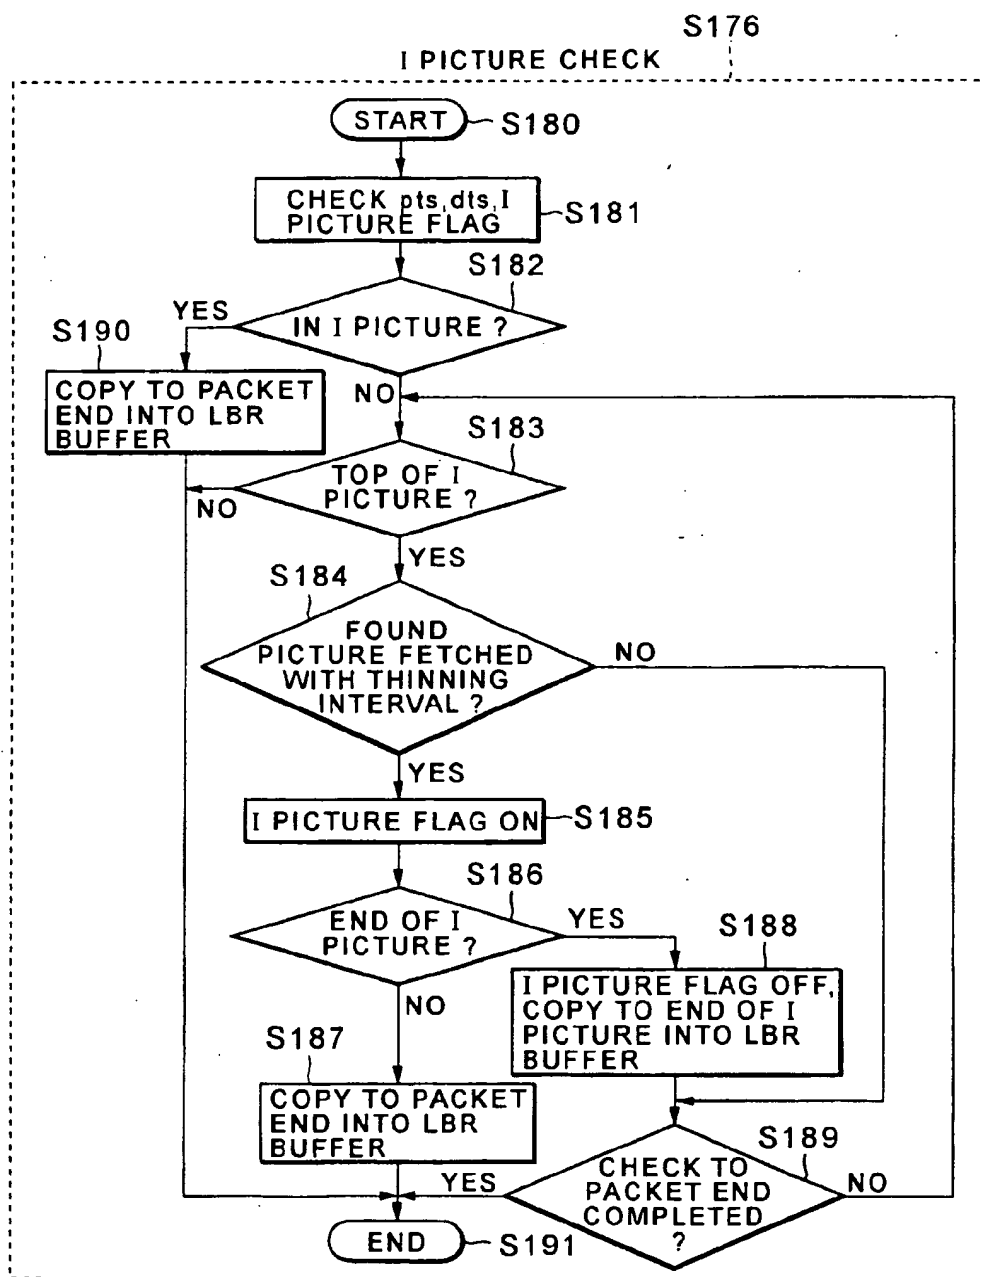 S176
I PICTURE CHECK
START
S180
CHECK pts,dts,I
PICTURE FLAG
S181
S182
IN I PICTURE ?
YES
S190
COPY TO PACKET
END INTO LBR
BUFFER
NO
S183
TOP OF I
PICTURE ?
NO
YES
S184
FOUND
PICTURE FETCHED
WITH THINNING
INTERVAL ?
NO
YES
I PICTURE FLAG ON
S185
S186
END OF I
PICTURE ?
YES
S188
I PICTURE FLAG OFF,
COPY TO END OF I
PICTURE INTO LBR
BUFFER
NO
S187
COPY TO PACKET
END INTO LBR
BUFFER
S189
CHECK TO
PACKET END
COMPLETED
?
YES
NO
END
S191